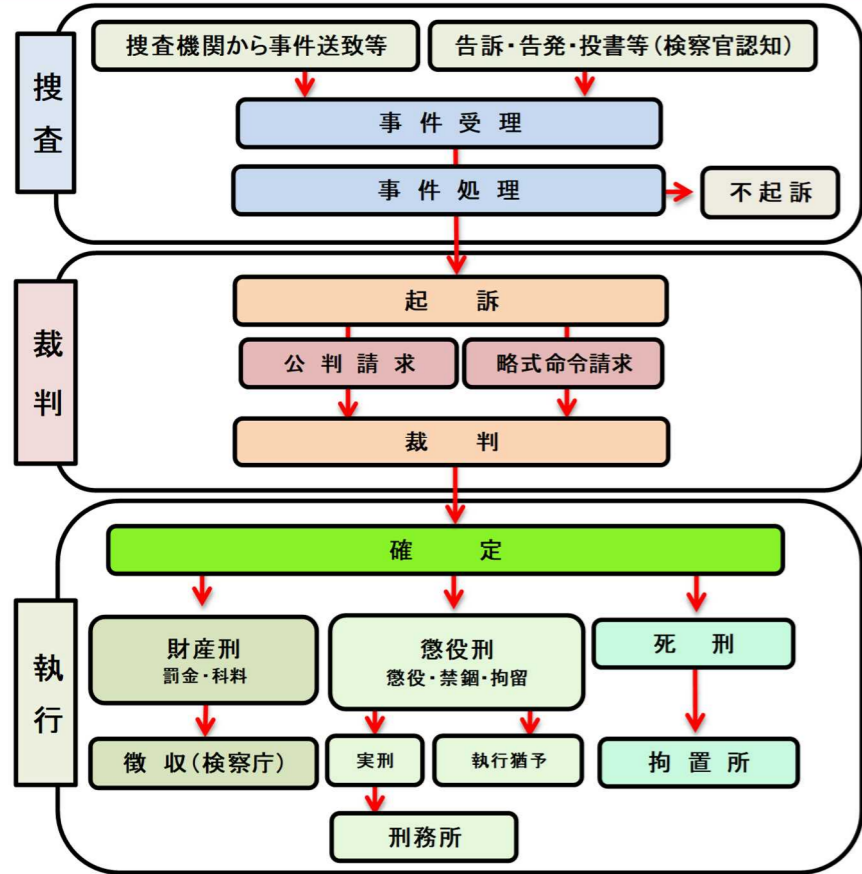 捜査
捜査機関から事件送致等
告訴・告発・投書等(検察官認知)
事件受理
事件処理
不起訴
裁判
起訴
公判請求
略式命令請求
裁判
執行
確定
財産刑
罰金・科料
懲役刑
懲役・禁錮・拘留
死刑
徴収(検察庁)
実刑
執行猶予
拘置所
刑務所